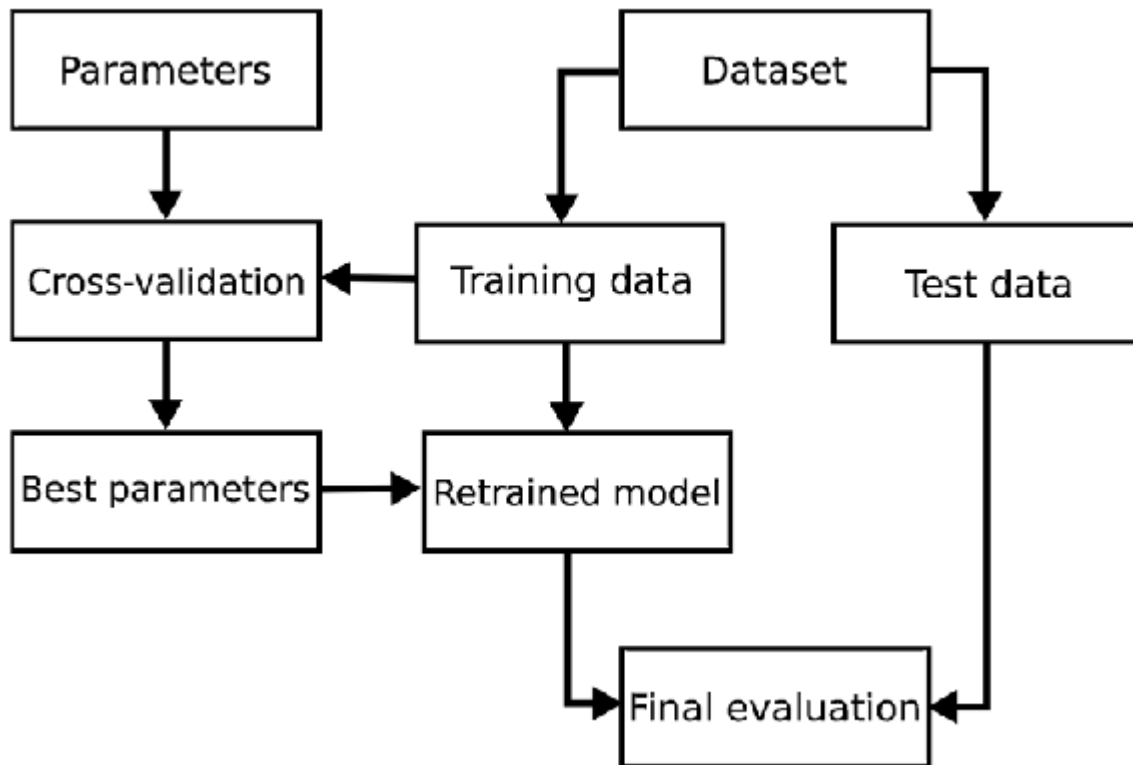 Parameters
Dataset
Cross-validation
Training data
Test data
Best parameters
Retrained model
Final evaluation